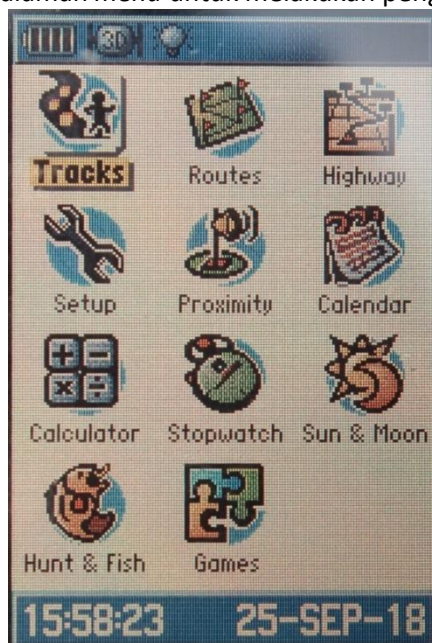 3D
Tracks Routes Highway
Setup Proximity Calendar
Calculator Stopwatch Sun & Moon
Hunt & Fish Games
15:58:23 25-SEP-18